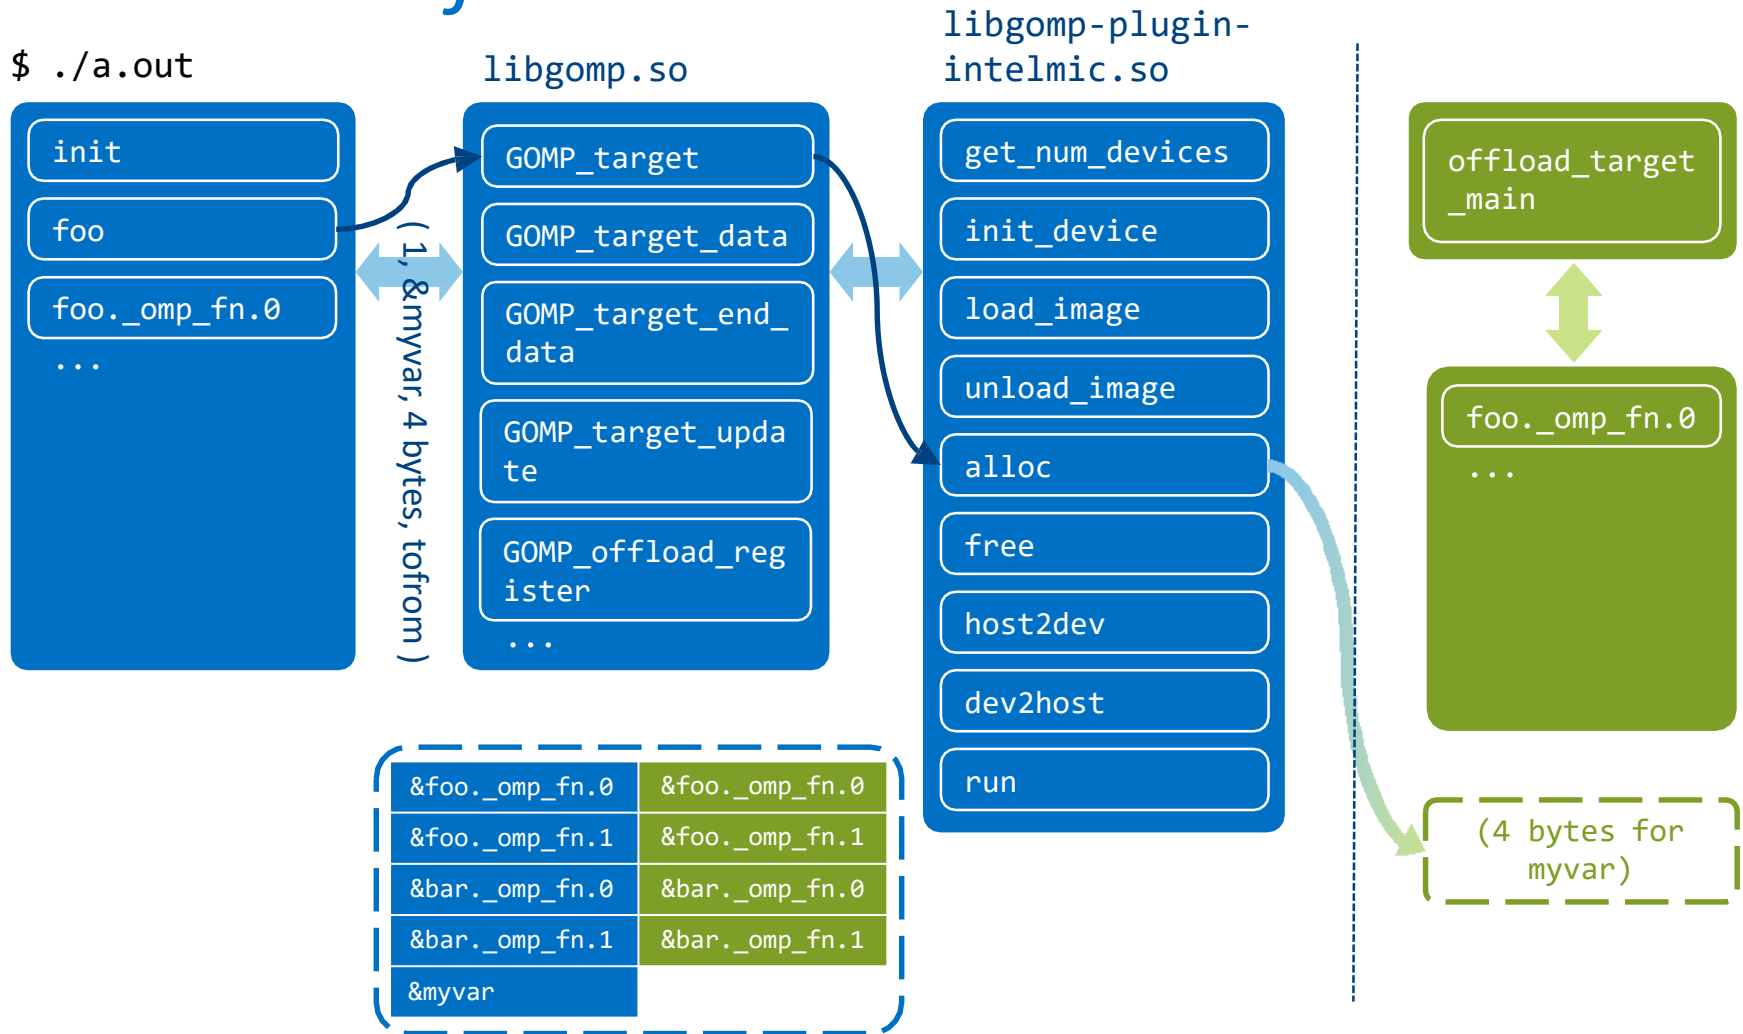 $ ./a.out
init
foo
foo._omp_fn.0
...
( 1, &myvar, 4 bytes, tofrom )
libgomp.so
GOMP_target
GOMP_target_data
GOMP_target_end_
data
GOMP_target_upda
te
GOMP_offload_reg
ister
...
libgomp-plugin-
intelmic.so
get_num_devices
init_device
load_image
unload_image
alloc
free
host2dev
dev2host
run
offload_target
_main
foo._omp_fn.0
...
(4 bytes for
myvar)
&foo._omp_fn.0 &foo._omp_fn.0
&foo._omp_fn.1 &foo._omp_fn.1
&bar._omp_fn.0 &bar._omp_fn.0
&bar._omp_fn.1 &bar._omp_fn.1
&myvar